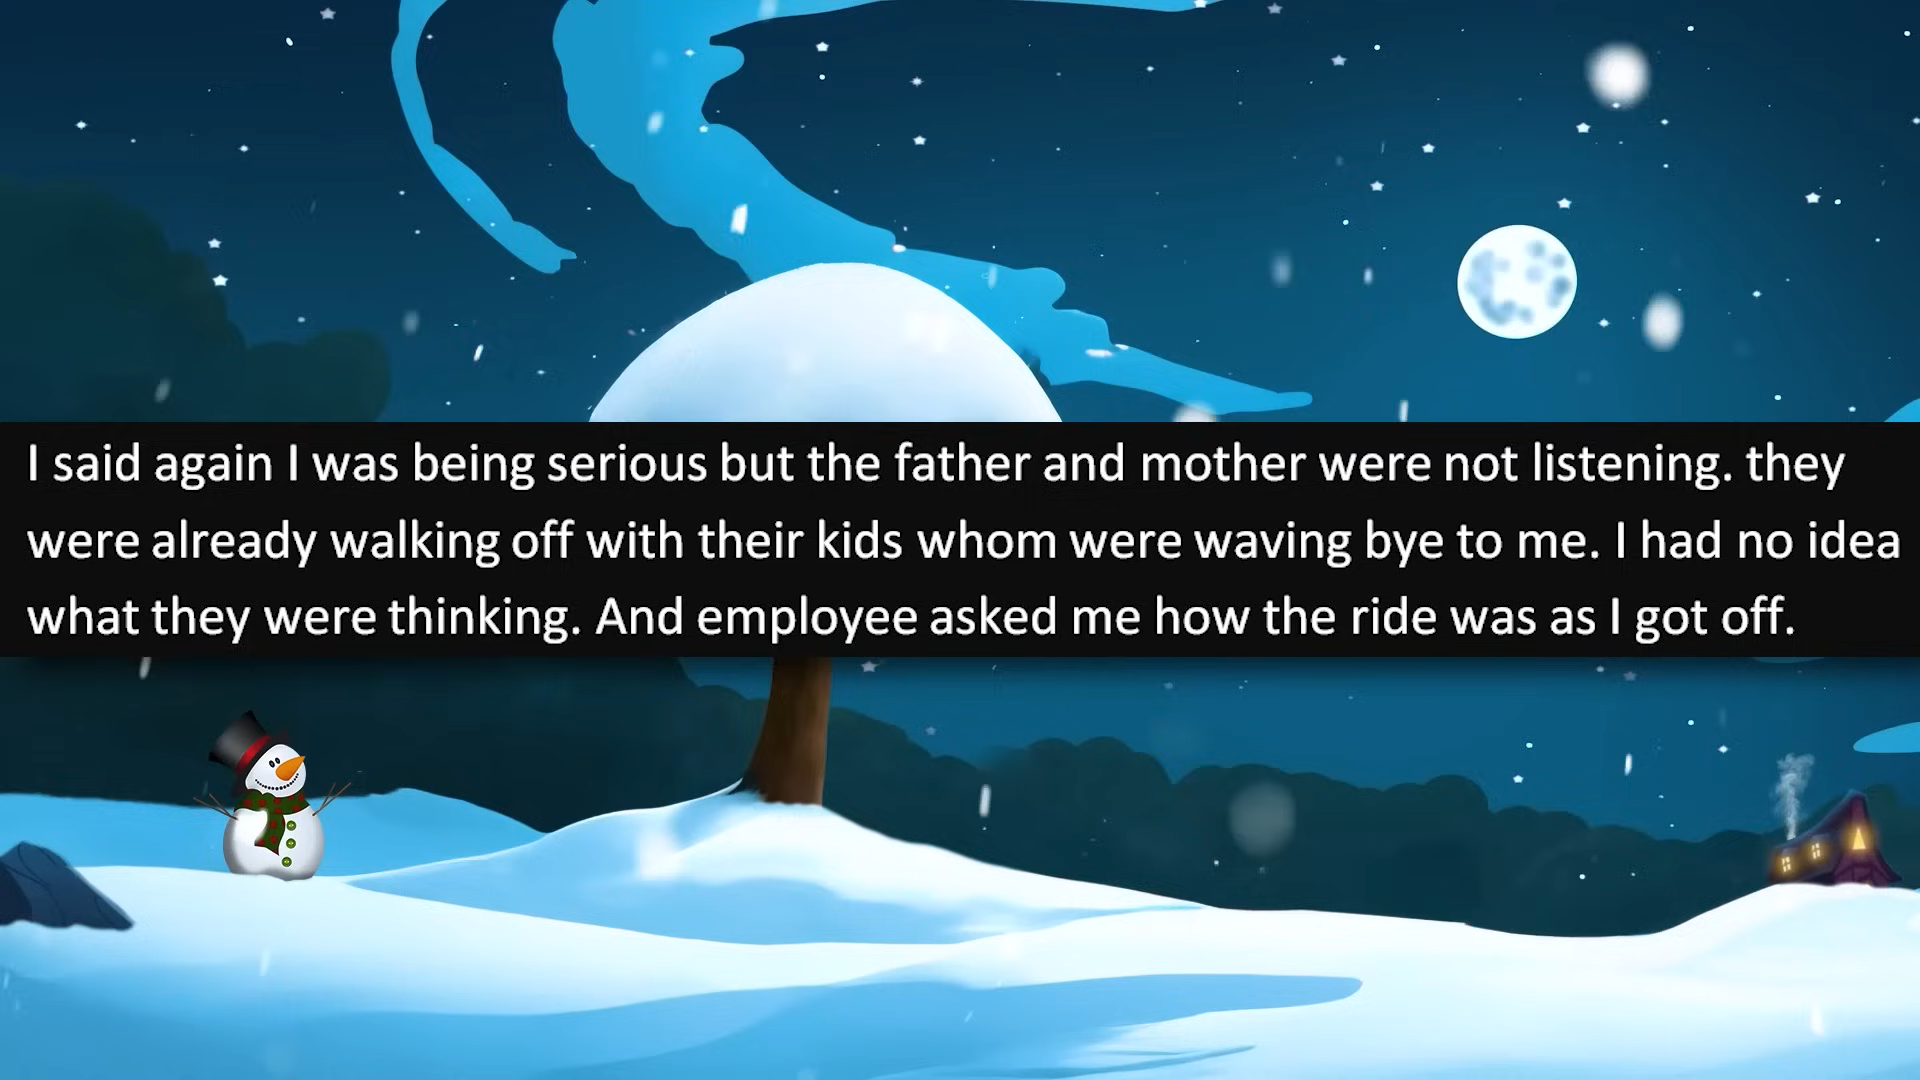 I said again I was being serious but the father and mother were not listening. they
were already walking off with their kids whom were waving bye to me. I had no idea
what they were thinking. And employee asked me how the ride was as I got off.